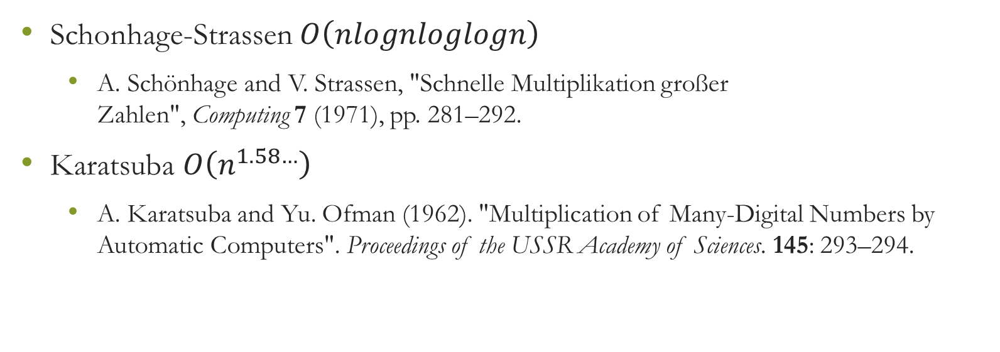 • Schonhage-Strassen O(nlognloglogn)
• A. Schönhage and V. Strassen, "Schnelle Multiplikation großer
Zahlen", Computing 7 (1971), pp. 281–292.
• Karatsuba O(n^1.58…)
• A. Karatsuba and Yu. Ofman (1962). "Multiplication of Many-Digital Numbers by
Automatic Computers". Proceedings of the USSR Academy of Sciences. 145: 293–294.